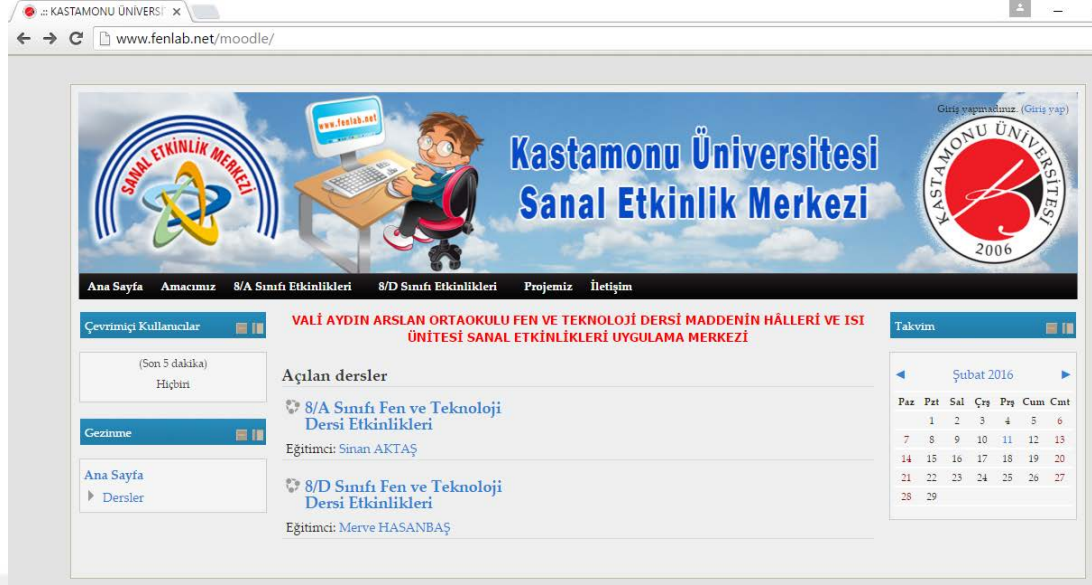 .:: KASTAMONU ÜNİVERSİ
www.fenlab.net/moodle/
Giriş yapmadınız. (Giriş yap)
SANAL ETKİNLİK MERKEZİ
www.fenlab.net
Kastamonu Üniversitesi
Sanal Etkinlik Merkezi
KASTAMONU ÜNİVERSİTESİ
2006
Ana Sayfa Amacımız 8/A Sınıfı Etkinlikleri 8/D Sınıfı Etkinlikleri Projemiz İletişim
Çevrimiçi Kullanıcılar
(Son 5 dakika)
Hiçbiri
Gezinme
Ana Sayfa
Dersler
VALİ AYDIN ARSLAN ORTAOKULU FEN VE TEKNOLOJİ DERSİ MADDENİN HÂLLERİ VE ISI
ÜNİTESİ SANAL ETKİNLİKLERİ UYGULAMA MERKEZİ
Açılan dersler
8/A Sınıfı Fen ve Teknoloji
Dersi Etkinlikleri
Eğitimci: Sinan AKTAŞ
8/D Sınıfı Fen ve Teknoloji
Dersi Etkinlikleri
Eğitimci: Merve HASANBAŞ
Takvim
Şubat 2016
Paz Pzt Sal Çrş Prş Cum Cmt
1 2 3 4 5 6
7 8 9 10 11 12 13
14 15 16 17 18 19 20
21 22 23 24 25 26 27
28 29